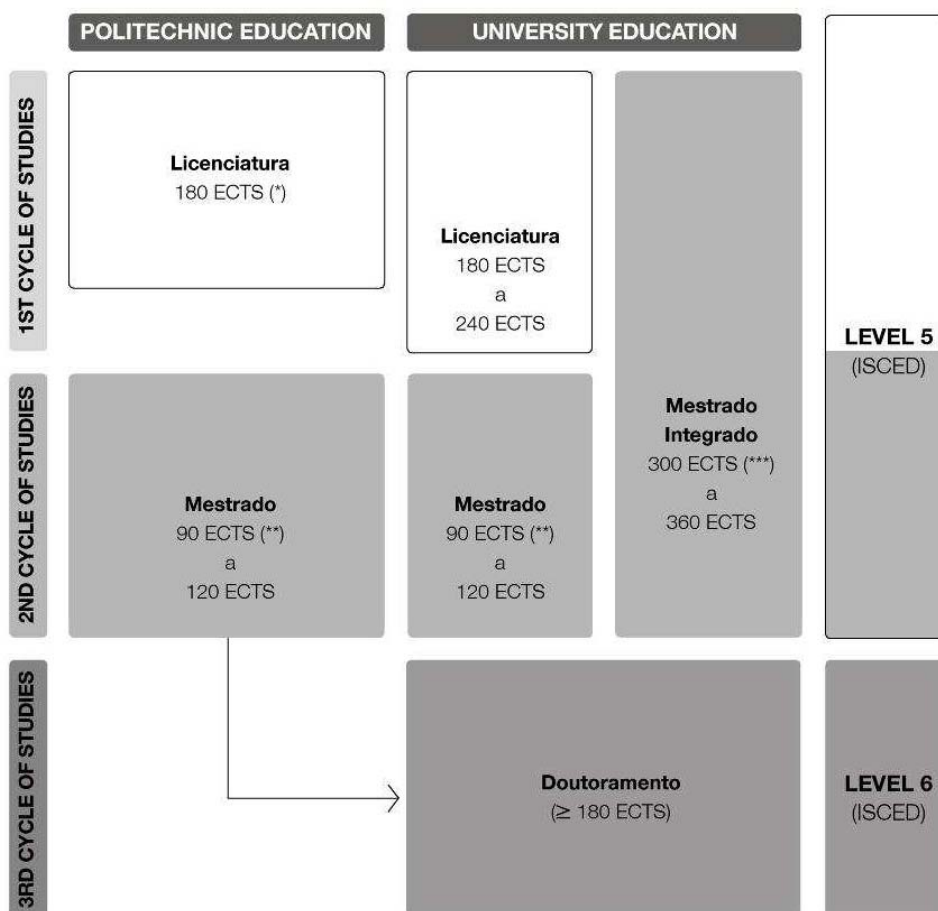 POLITECHNIC EDUCATION
UNIVERSITY EDUCATION
1ST CYCLE OF STUDIES
Licenciatura
180 ECTS (*)
Licenciatura
180 ECTS
a
240 ECTS
LEVEL 5
(ISCED)
2ND CYCLE OF STUDIES
Mestrado
90 ECTS (**)
a
120 ECTS
Mestrado
90 ECTS (**)
a
120 ECTS
Mestrado
Integrado
300 ECTS (***)
a
360 ECTS
3RD CYCLE OF STUDIES
Doutoramento
(≥ 180 ECTS)
LEVEL 6
(ISCED)